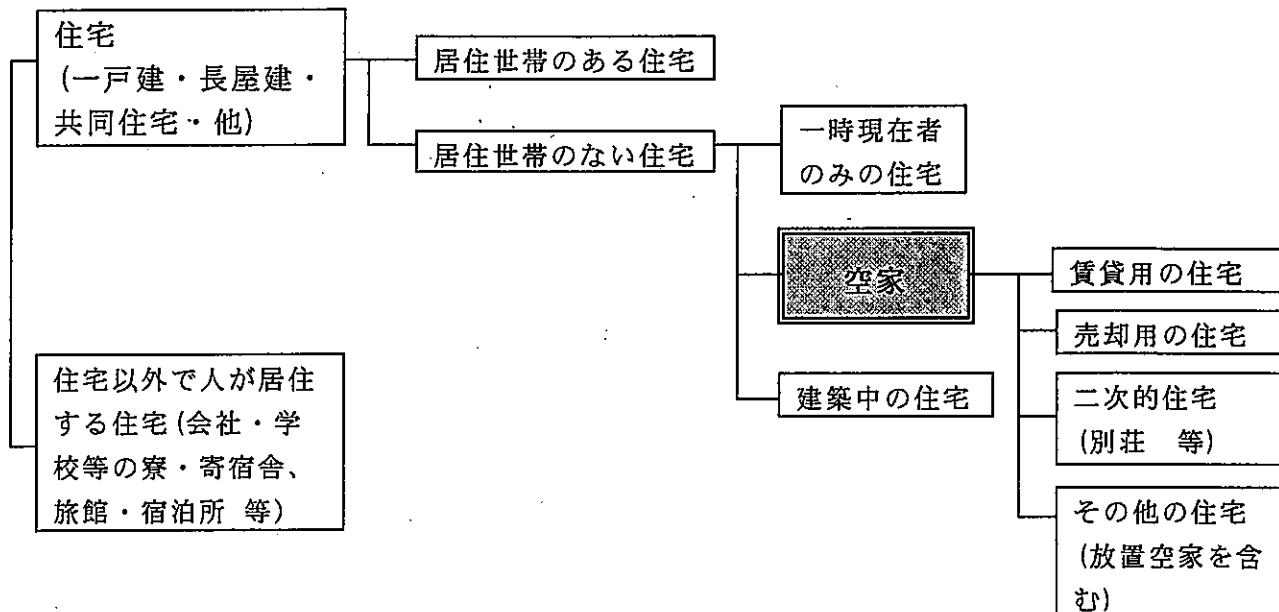 住宅
(一戸建・長屋建・
共同住宅・他)
居住世帯のある住宅
居住世帯のない住宅
一時現在者
のみの住宅
空家
建築中の住宅
賃貸用の住宅
売却用の住宅
二次的住宅
(別荘 等)
その他の住宅
(放置空家を含
む)
住宅以外で人が居住
する住宅(会社・学
校等の寮・寄宿舎、
旅館・宿泊所 等)